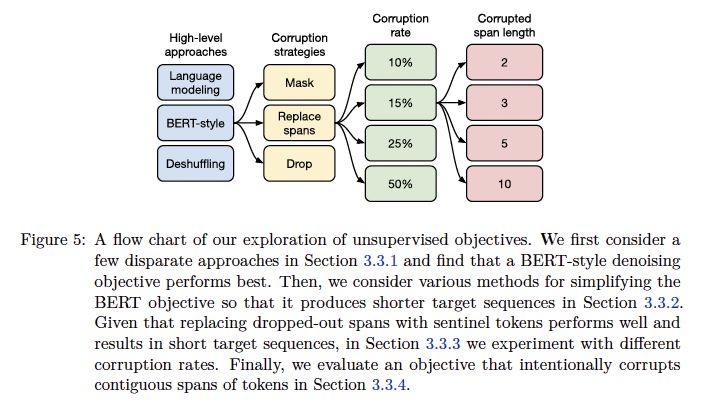 High-level
approaches
Corruption
strategies
Corruption
rate
Corrupted
span length
Language
modeling
BERT-style
Deshuffling
Mask
Replace
spans
Drop
10%
15%
25%
50%
2
3
5
10
Figure 5: A flow chart of our exploration of unsupervised objectives. We first consider a
few disparate approaches in Section 3.3.1 and find that a BERT-style denoising
objective performs best. Then, we consider various methods for simplifying the
BERT objective so that it produces shorter target sequences in Section 3.3.2.
Given that replacing dropped-out spans with sentinel tokens performs well and
results in short target sequences, in Section 3.3.3 we experiment with different
corruption rates. Finally, we evaluate an objective that intentionally corrupts
contiguous spans of tokens in Section 3.3.4.